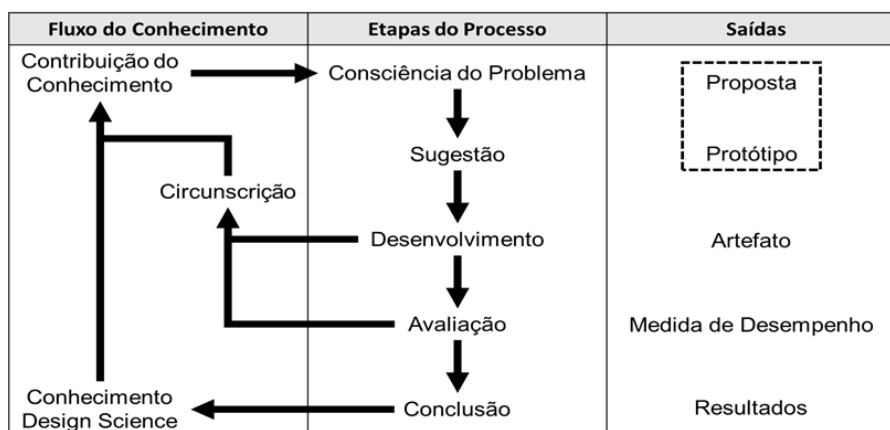 Fluxo do Conhecimento
Etapas do Processo
Saídas
Contribuição do
Conhecimento
Consciência do Problema
Proposta
Sugestão
Protótipo
Circunscrição
Desenvolvimento
Artefato
Avaliação
Medida de Desempenho
Conhecimento
Design Science
Conclusão
Resultados